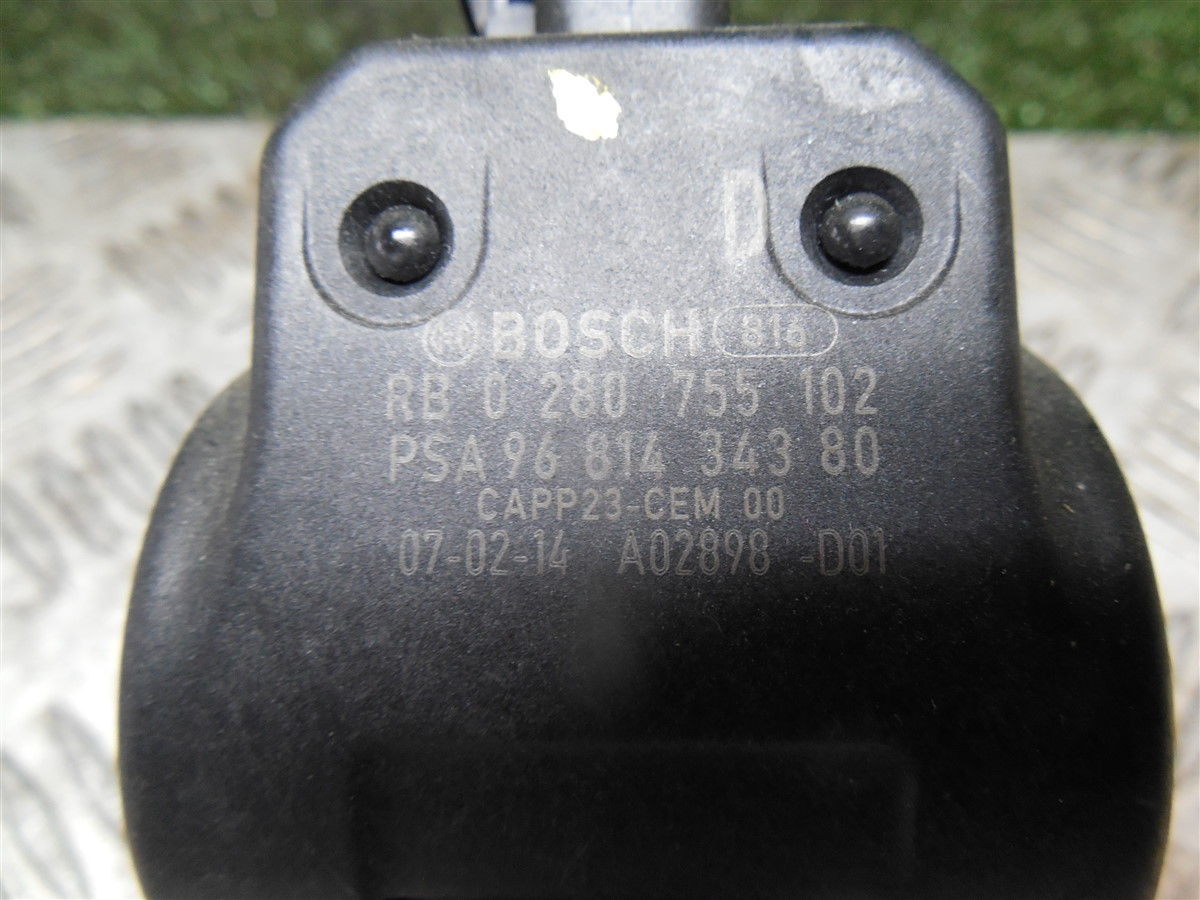 BOSCH 816
RB 0 280 755 102
PSA 96 814 343 80
CAPP23-CEM 00
07-02-14 A02898 -D01